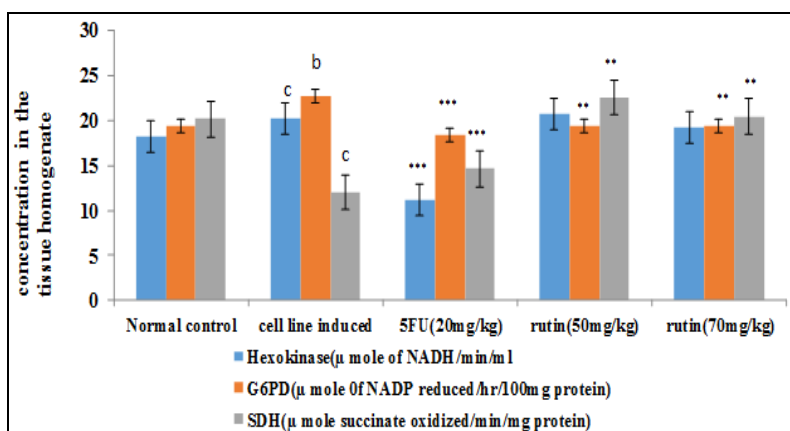 concentration in the
tissue homogenate
30
25
20
15
10
5
0
c
b
c
***
***
***
**
**
**
**
Normal control
cell line induced
5FU(20mg/kg)
rutin(50mg/kg)
rutin(70mg/kg)
Hexokinase(µ mole of NADH/min/ml
G6PD(µ mole 0f NADP reduced/hr/100mg protein)
SDH(µ mole succinate oxidized/min/mg protein)